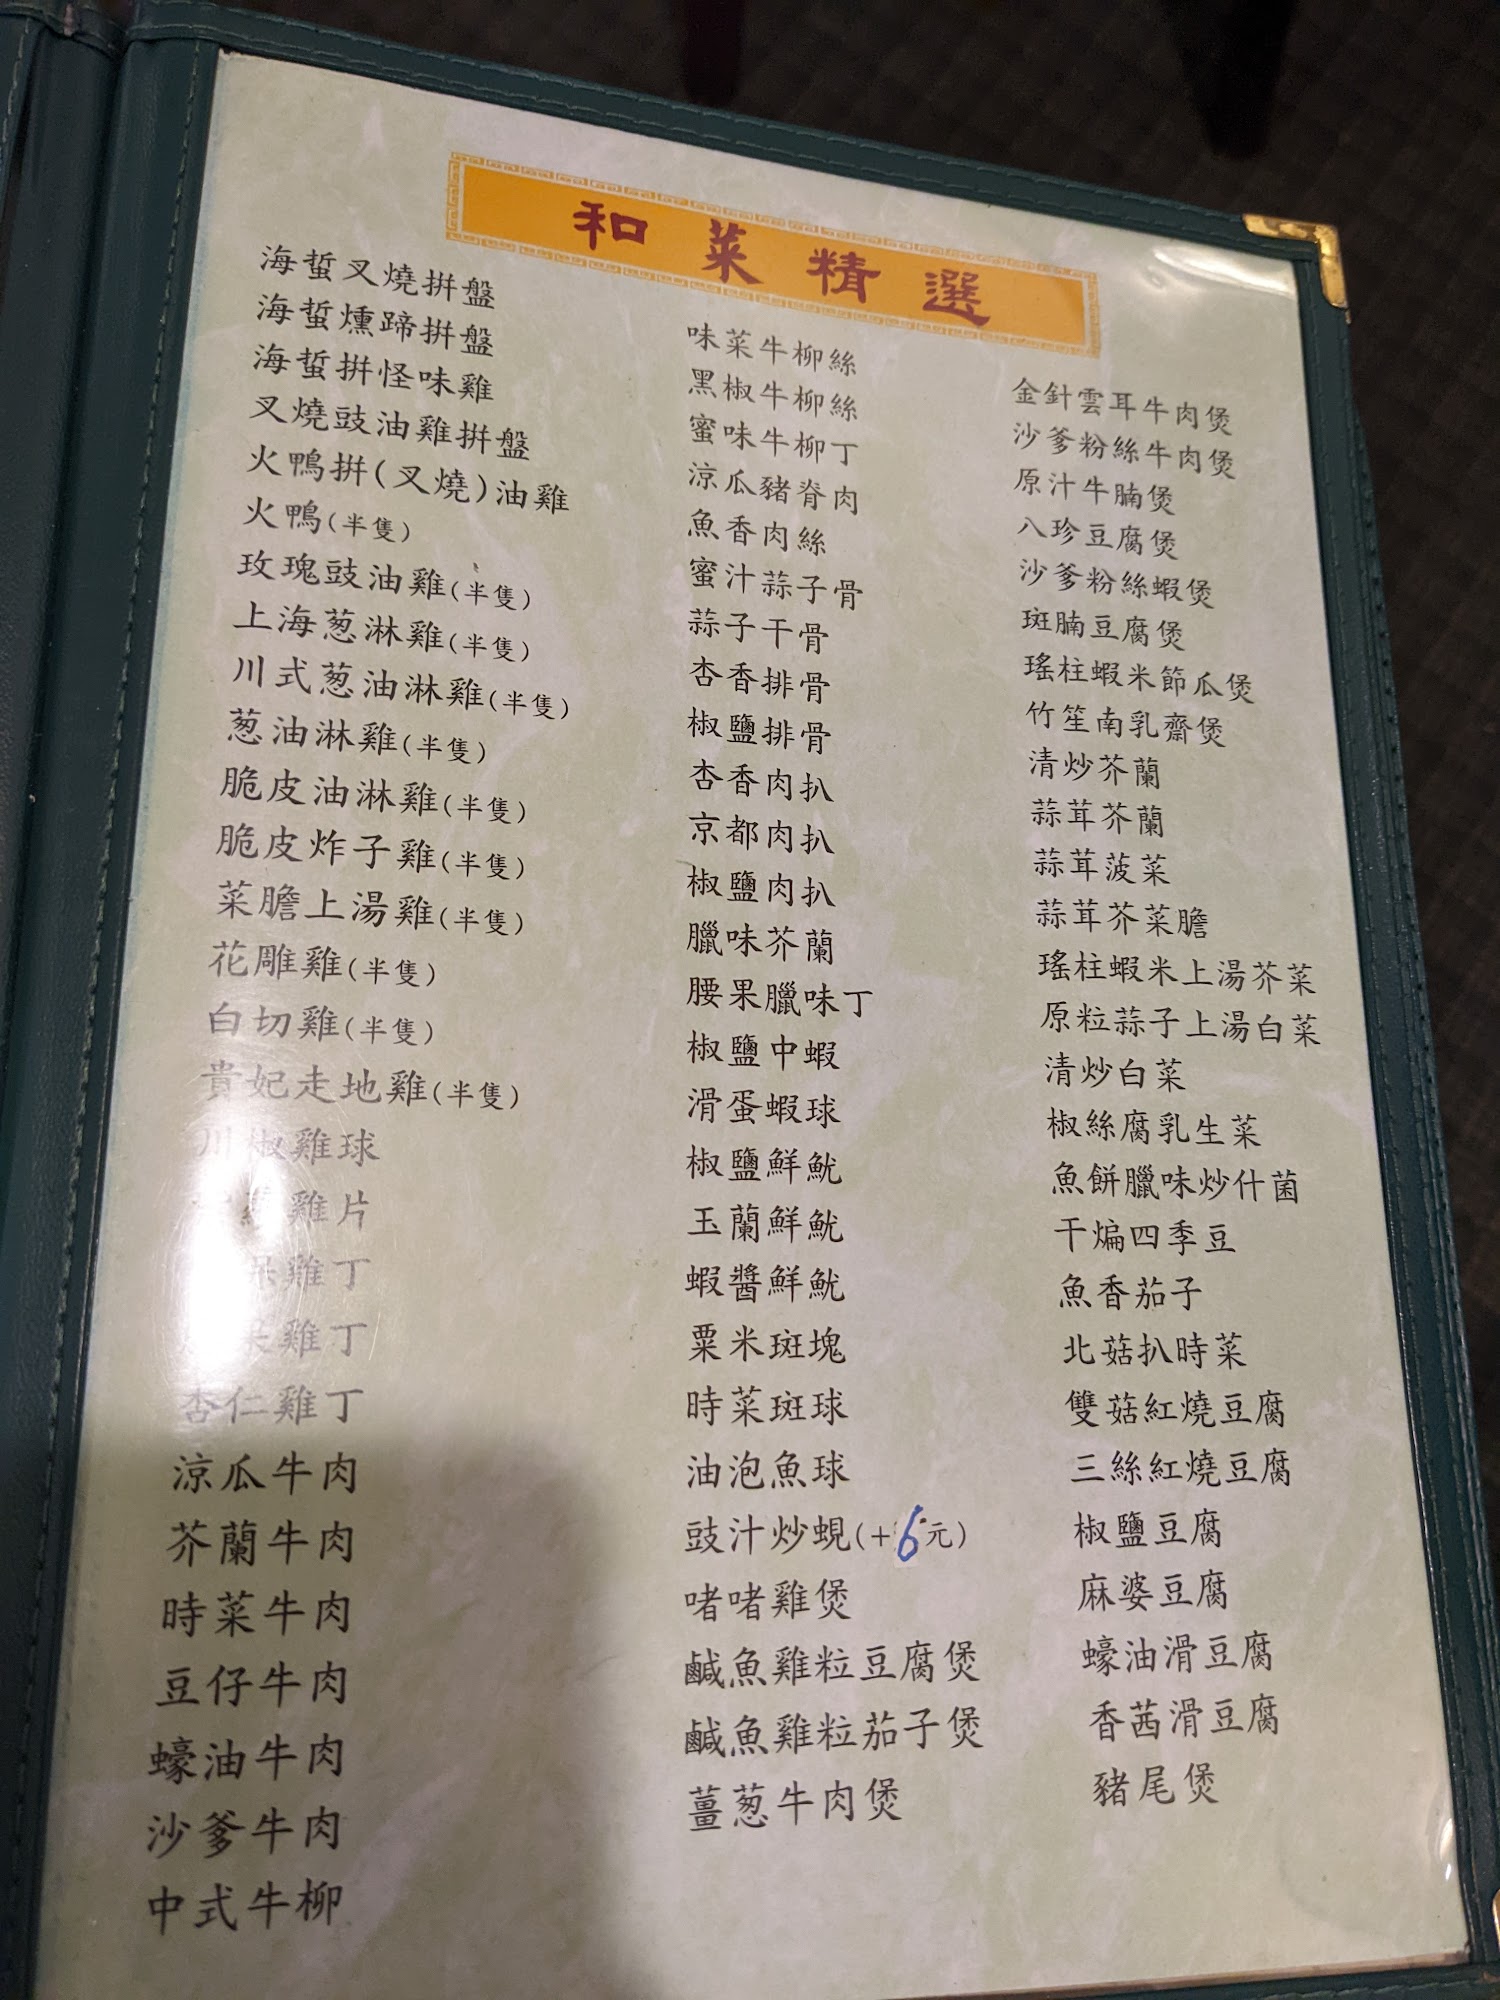 和菜精選
海蜇叉燒拼盤
海蜇燻蹄拼盤
海蜇拼怪味雞
叉燒豉油雞拼盤
火鴨拼(叉燒)油雞
火鴨(半隻)
玫瑰豉油雞(半隻)
上海葱淋雞(半隻)
川式葱油淋雞(半隻)
葱油淋雞(半隻)
脆皮油淋雞(半隻)
脆皮炸子雞(半隻)
菜膽上湯雞(半隻)
花雕雞(半隻)
白切雞(半隻)
貴妃走地雞(半隻)
川椒雞球
雞片
雞丁
雞丁
杏仁雞丁
涼瓜牛肉
芥蘭牛肉
時菜牛肉
豆仔牛肉
蠔油牛肉
沙爹牛肉
中式牛柳
味菜牛柳絲
黑椒牛柳絲
蜜味牛柳丁
涼瓜豬脊肉
魚香肉絲
蜜汁蒜子骨
蒜子干骨
杏香排骨
椒鹽排骨
杏香肉扒
京都肉扒
椒鹽肉扒
臘味芥蘭
腰果臘味丁
椒鹽中蝦
滑蛋蝦球
椒鹽鮮魷
玉蘭鮮魷
蝦醬鮮魷
粟米斑塊
時菜斑球
油泡魚球
豉汁炒蜆(+6元)
啫啫雞煲
鹹魚雞粒豆腐煲
鹹魚雞粒茄子煲
薑葱牛肉煲
金針雲耳牛肉煲
沙爹粉絲牛肉煲
原汁牛腩煲
八珍豆腐煲
沙爹粉絲蝦煲
斑腩豆腐煲
瑤柱蝦米節瓜煲
竹笙南乳齋煲
清炒芥蘭
蒜茸芥蘭
蒜茸菠菜
蒜茸芥菜膽
瑤柱蝦米上湯芥菜
原粒蒜子上湯白菜
清炒白菜
椒絲腐乳生菜
魚餅臘味炒什菌
干煸四季豆
魚香茄子
北菇扒時菜
雙菇紅燒豆腐
三絲紅燒豆腐
椒鹽豆腐
麻婆豆腐
蠔油滑豆腐
香茜滑豆腐
豬尾煲